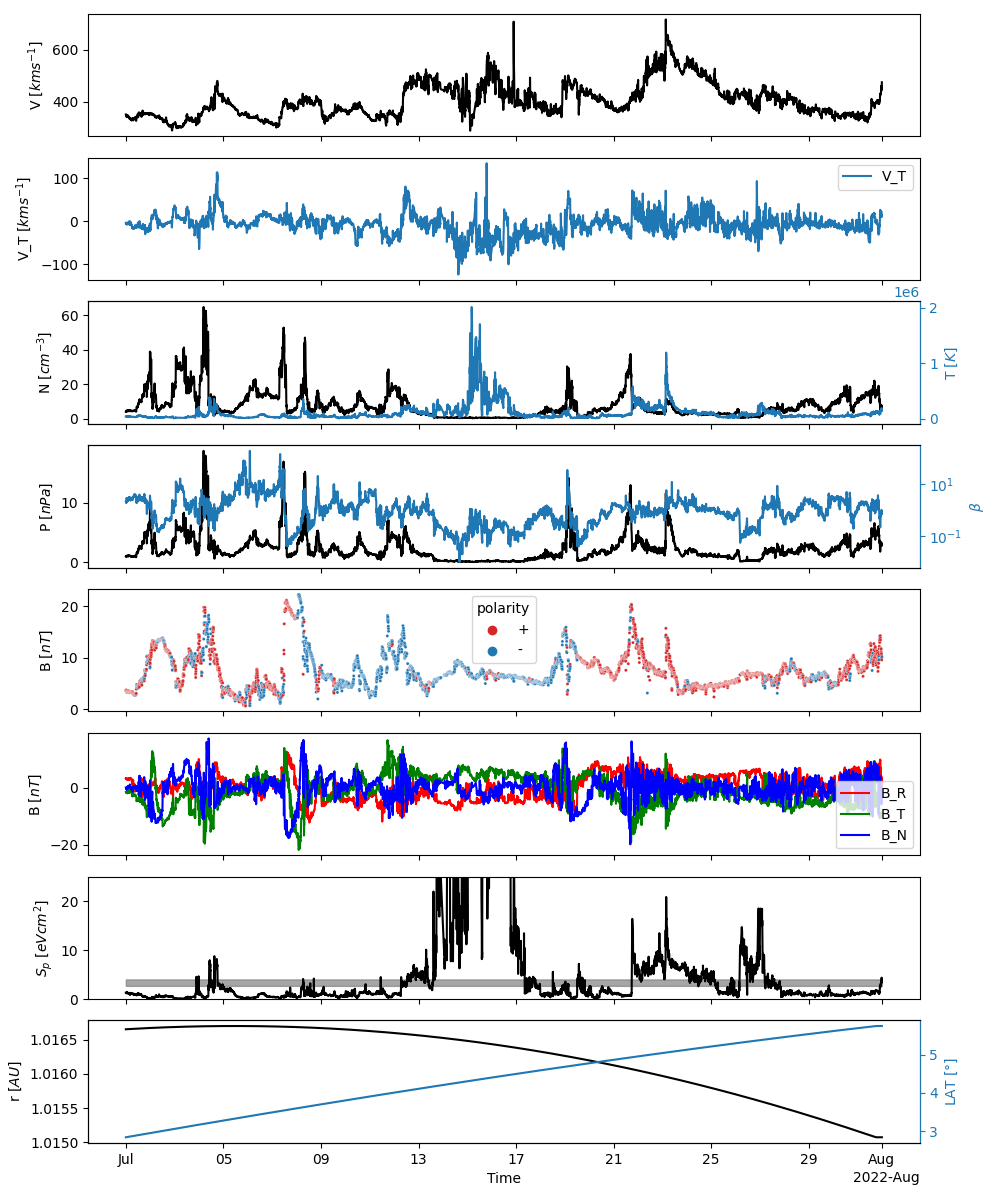 V [kms⁻¹]
600
400
V_T [kms⁻¹]
100
0
−100
V_T
N [cm⁻³]
60
40
20
0
1e6
2
1
0
T [K]
P [nPa]
10
0
10¹
10⁻¹
β
B [nT]
20
10
0
polarity
+
-
B [nT]
0
−20
B_R
B_T
B_N
Sₚ [eVcm²]
20
10
0
r [AU]
1.0165
1.0160
1.0155
1.0150
5
4
3
LAT [°]
Jul 05 09 13 17 21 25 29 Aug
Time
2022-Aug